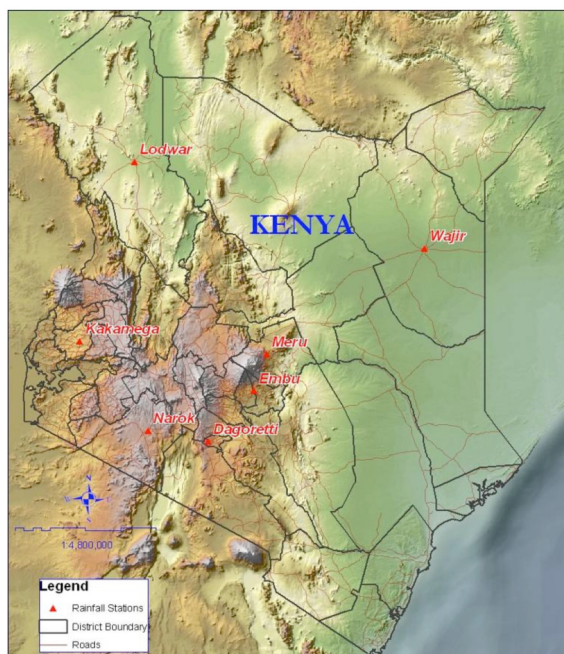 Lodwar
KENYA
Wajir
Kakamega
Meru
Embu
Narok
Dagoretti
N
S
1:4,800,000
Legend
Rainfall Stations
District Boundary
Roads